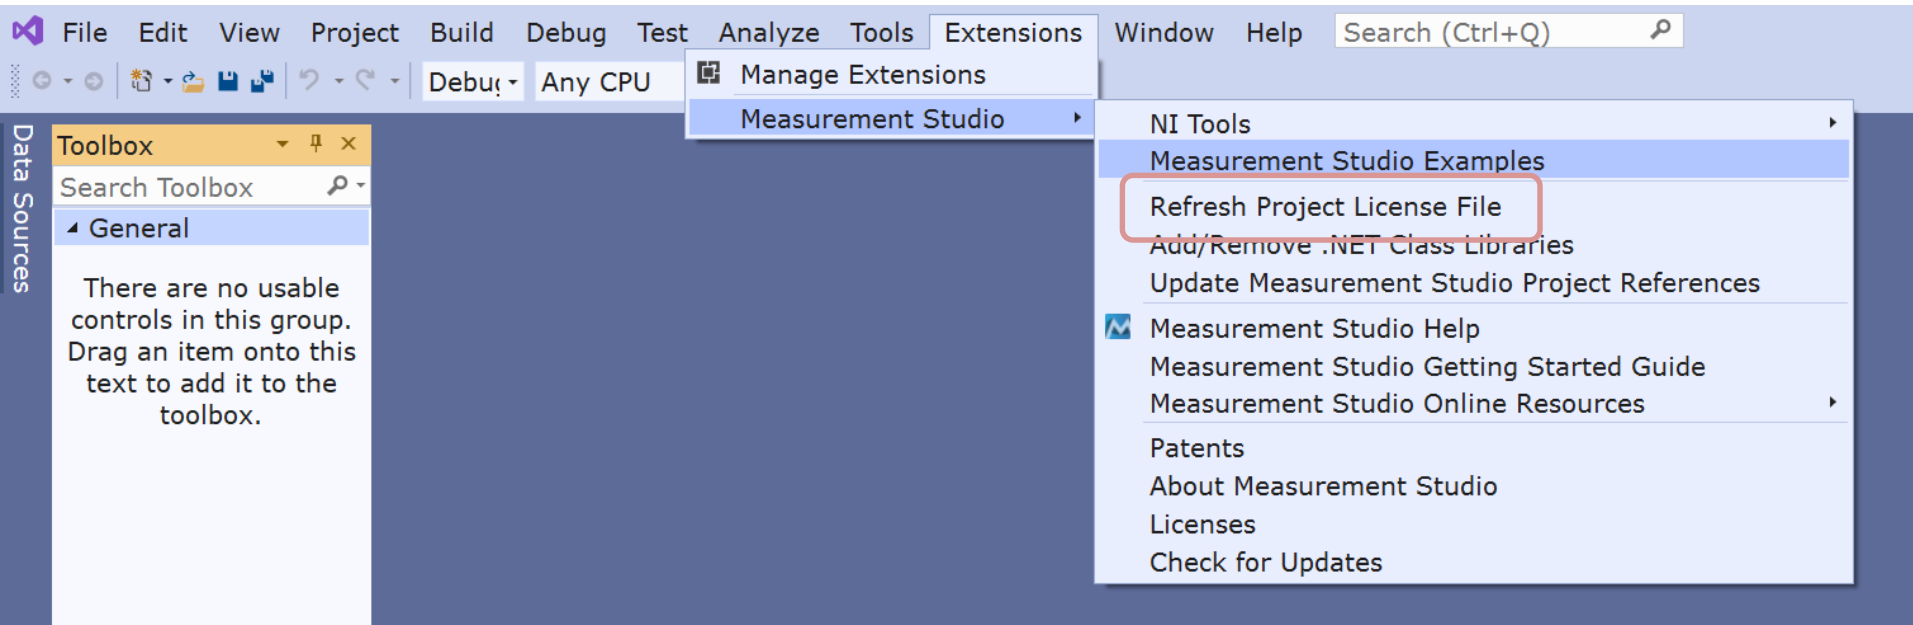 File Edit View Project Build Debug Test Analyze Tools Extensions Window Help Search (Ctrl+Q)
Debug Any CPU
Manage Extensions
Measurement Studio
Data Sources
Toolbox
Search Toolbox
General
There are no usable
controls in this group.
Drag an item onto this
text to add it to the
toolbox.
NI Tools
Measurement Studio Examples
Refresh Project License File
Add/Remove .NET Class Libraries
Update Measurement Studio Project References
Measurement Studio Help
Measurement Studio Getting Started Guide
Measurement Studio Online Resources
Patents
About Measurement Studio
Licenses
Check for Updates